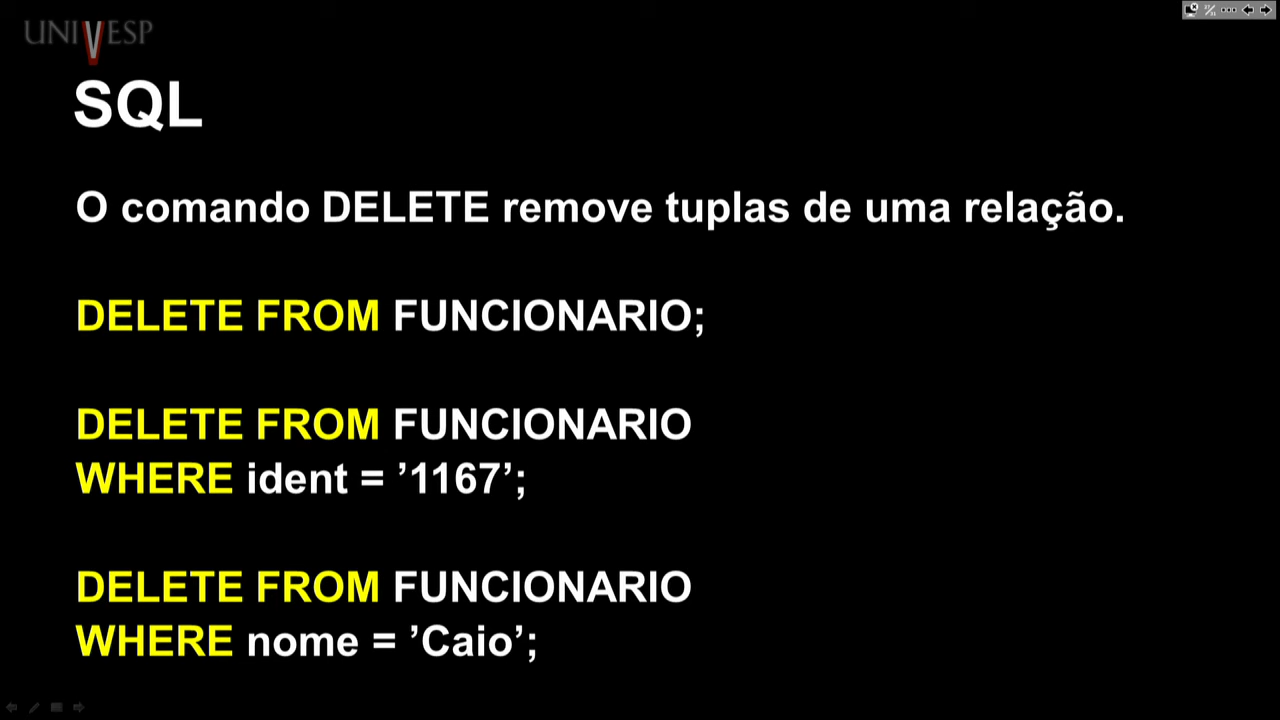 UNIVESP
SQL
O comando DELETE remove tuplas de uma relação.
DELETE FROM FUNCIONARIO;
DELETE FROM FUNCIONARIO
WHERE ident = ’1167’;
DELETE FROM FUNCIONARIO
WHERE nome = ’Caio’;